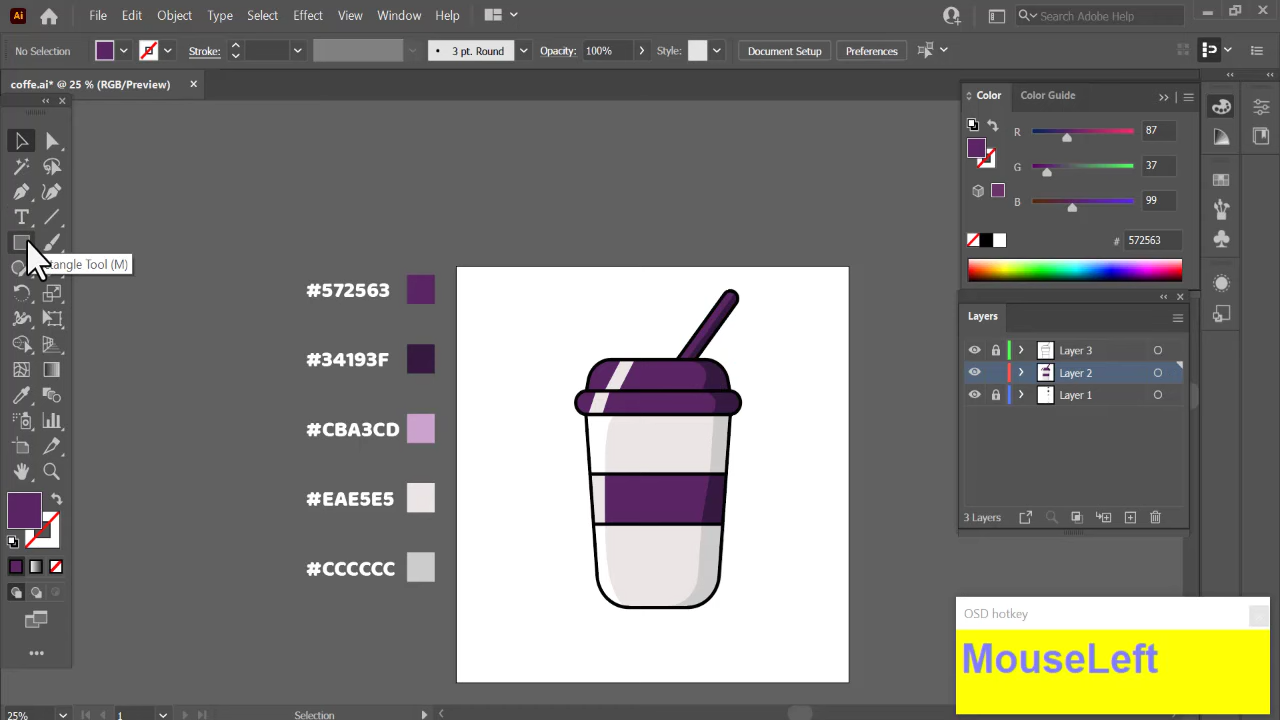 Ai File Edit Object Type Select Effect View Window Help Search Adobe Help
No Selection Stroke: 3 pt. Round Opacity: 100% Style: Document Setup Preferences
coffe.ai* @ 25 % (RGB/Preview)
Color Color Guide
R 87
G 37
B 99
# 572563
T
tangle Tool (M)
#572563
#34193F
#CBA3CD
#EAE5E5
#CCCCCC
Layers
Layer 3
Layer 2
Layer 1
3 Layers
OSD hotkey
MouseLeft
25% 1 Selection